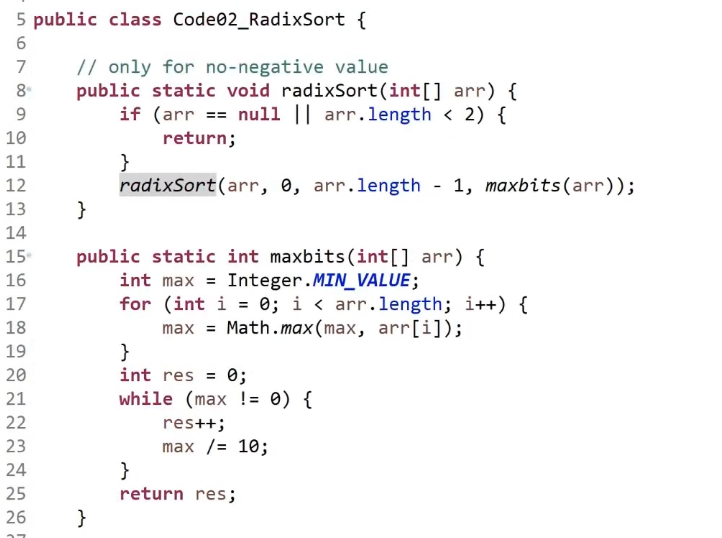 5 public class Code02_RadixSort {
6
7 // only for no-negative value
8 public static void radixSort(int[] arr) {
9 if (arr == null || arr.length < 2) {
10 return;
11 }
12 radixSort(arr, 0, arr.length - 1, maxbits(arr));
13 }
14
15 public static int maxbits(int[] arr) {
16 int max = Integer.MIN_VALUE;
17 for (int i = 0; i < arr.length; i++) {
18 max = Math.max(max, arr[i]);
19 }
20 int res = 0;
21 while (max != 0) {
22 res++;
23 max /= 10;
24 }
25 return res;
26 }